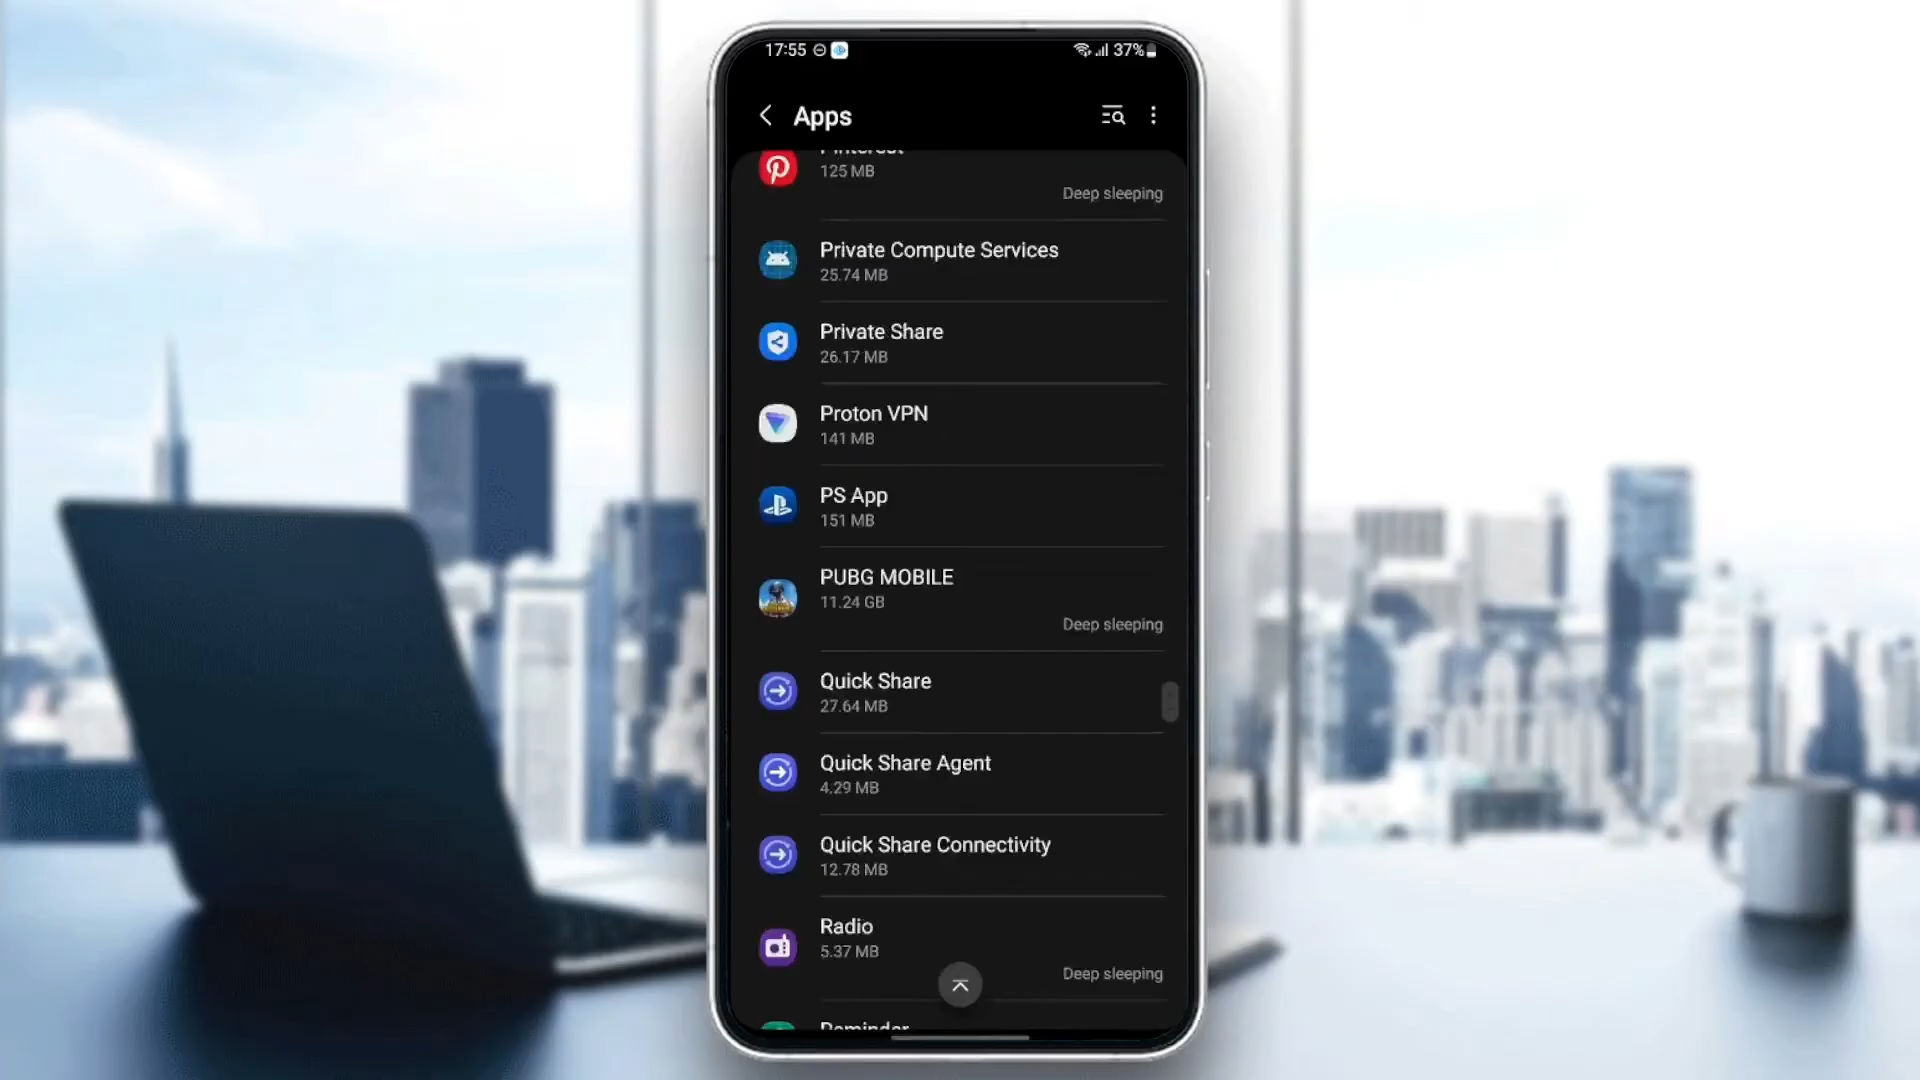 17:55
37%
Apps
Pinterest
125 MB
Deep sleeping
Private Compute Services
25.74 MB
Private Share
26.17 MB
Proton VPN
141 MB
PS App
151 MB
PUBG MOBILE
11.24 GB
Deep sleeping
Quick Share
27.64 MB
Quick Share Agent
4.29 MB
Quick Share Connectivity
12.78 MB
Radio
5.37 MB
Deep sleeping
Reminder